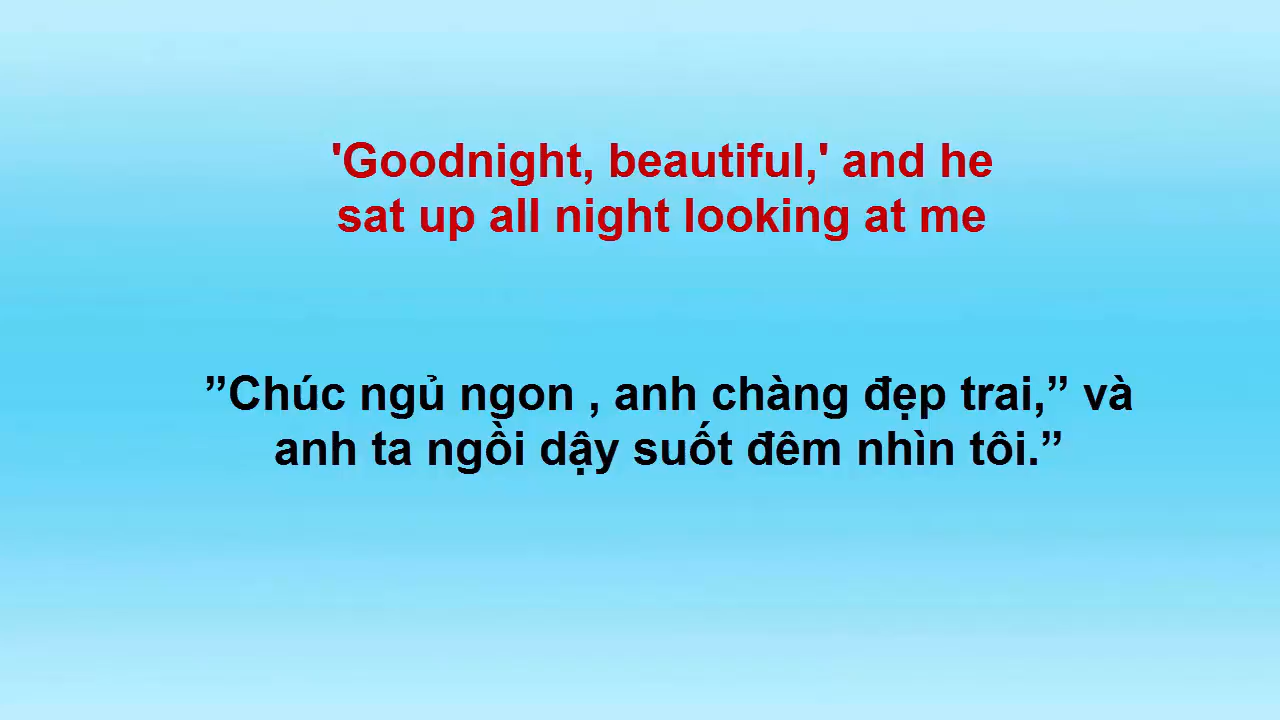 'Goodnight, beautiful,' and he
sat up all night looking at me
”Chúc ngủ ngon , anh chàng đẹp trai,” và
anh ta ngồi dậy suốt đêm nhìn tôi.”